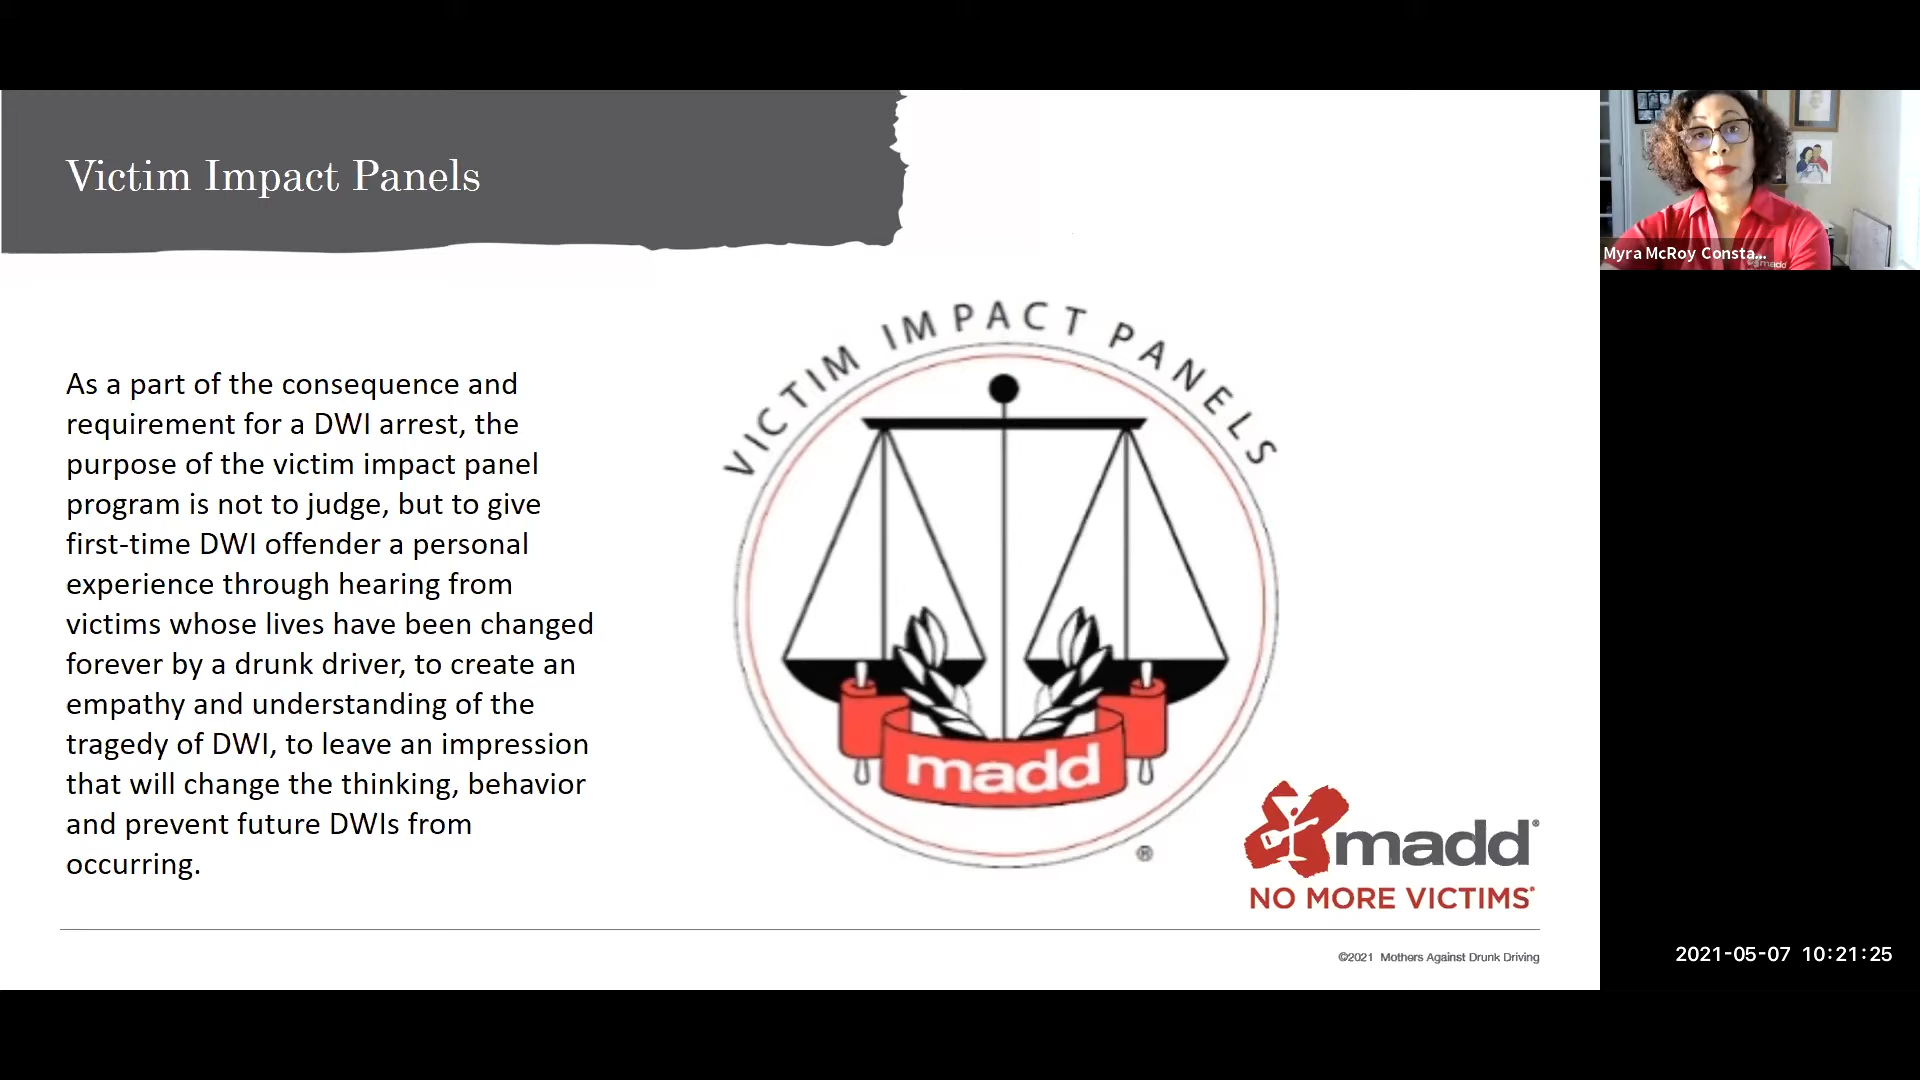 Victim Impact Panels
Myra McRoy Consta...
madd
VICTIM IMPACT PANELS
As a part of the consequence and
requirement for a DWI arrest, the
purpose of the victim impact panel
program is not to judge, but to give
first-time DWI offender a personal
experience through hearing from
victims whose lives have been changed
forever by a drunk driver, to create an
empathy and understanding of the
tragedy of DWI, to leave an impression
that will change the thinking, behavior
and prevent future DWIs from
occurring.
madd
®
madd®
NO MORE VICTIMS®
©2021 Mothers Against Drunk Driving
2021-05-07 10:21:25